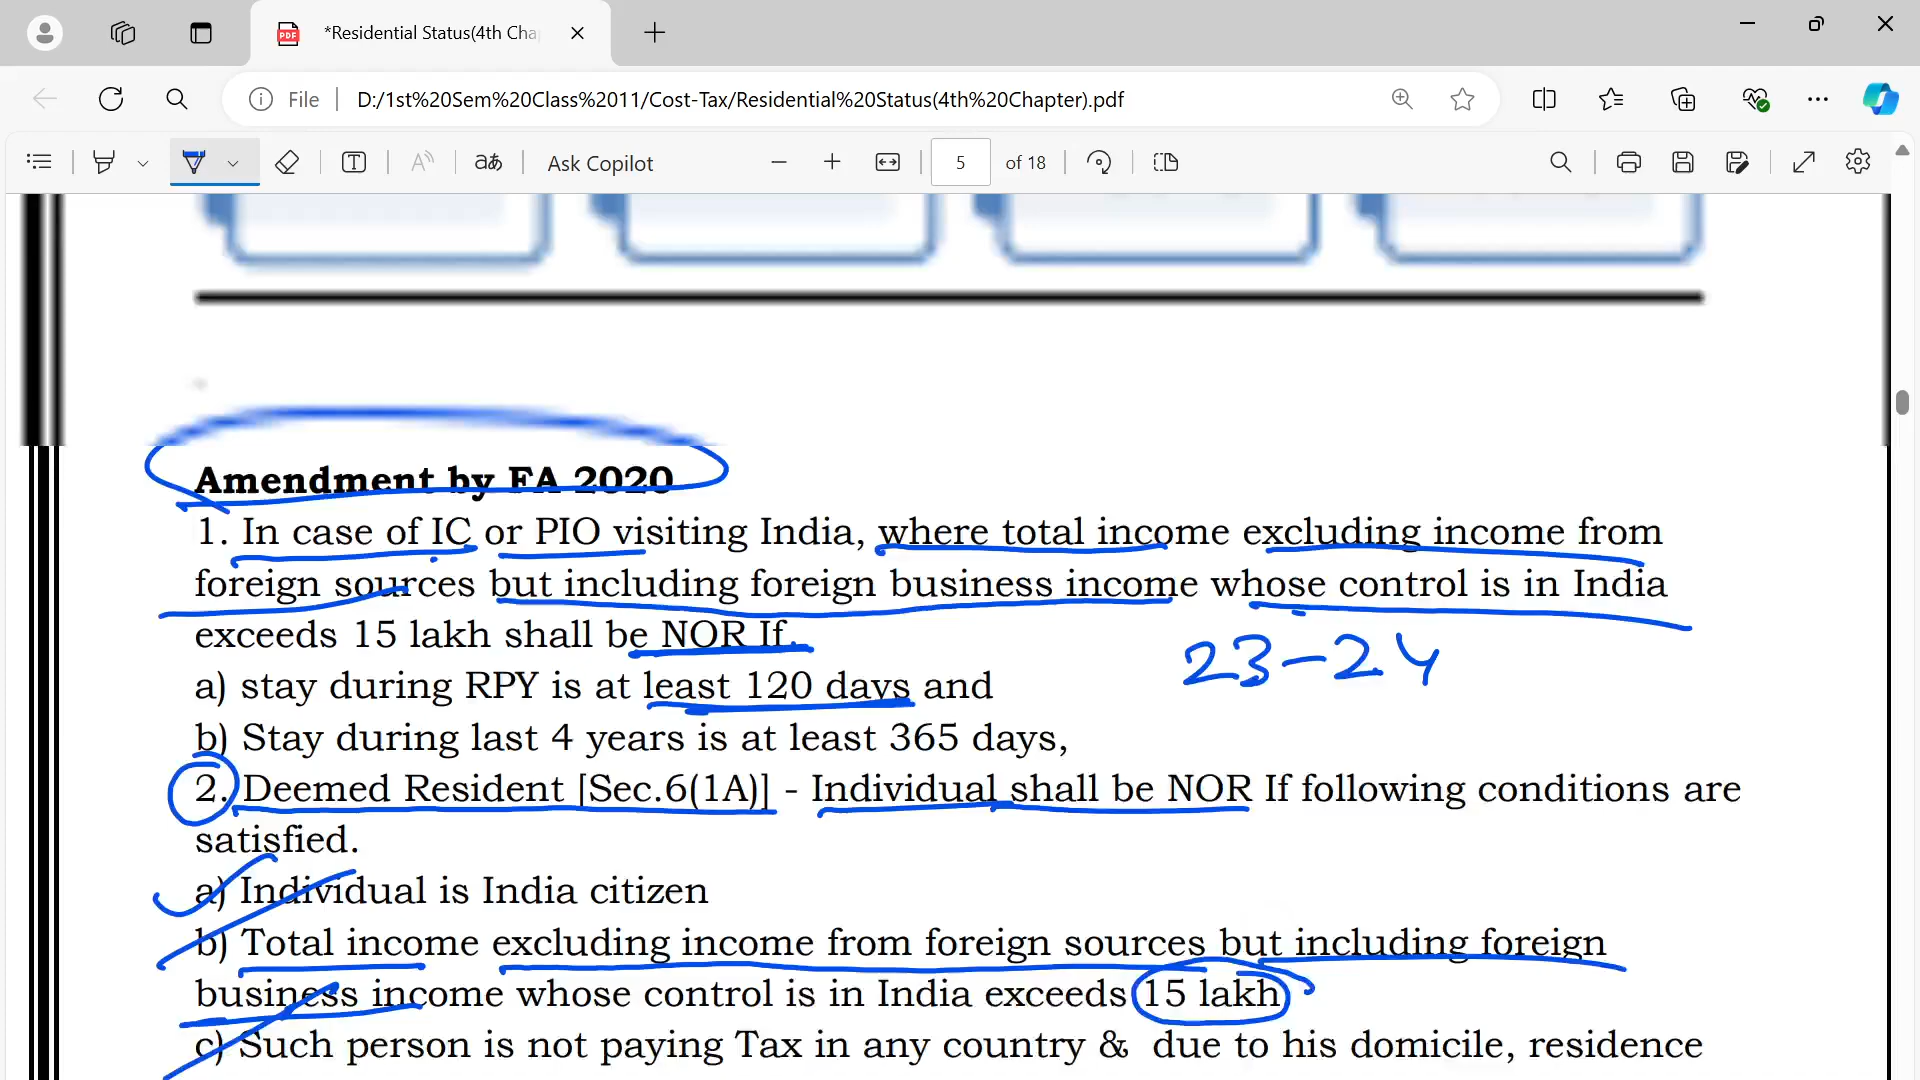 *Residential Status(4th Cha
File
D:/1st%20Sem%20Class%2011/Cost-Tax/Residential%20Status(4th%20Chapter).pdf
Ask Copilot
5 of 18
Amendment by FA 2020
1. In case of IC or PIO visiting India, where total income excluding income from
foreign sources but including foreign business income whose control is in India
exceeds 15 lakh shall be NOR If,
23-24
a) stay during RPY is at least 120 days and
b) Stay during last 4 years is at least 365 days,
2. Deemed Resident [Sec.6(1A)] - Individual shall be NOR If following conditions are
satisfied.
a) Individual is India citizen
b) Total income excluding income from foreign sources but including foreign
business income whose control is in India exceeds 15 lakh
c) Such person is not paying Tax in any country & due to his domicile, residence